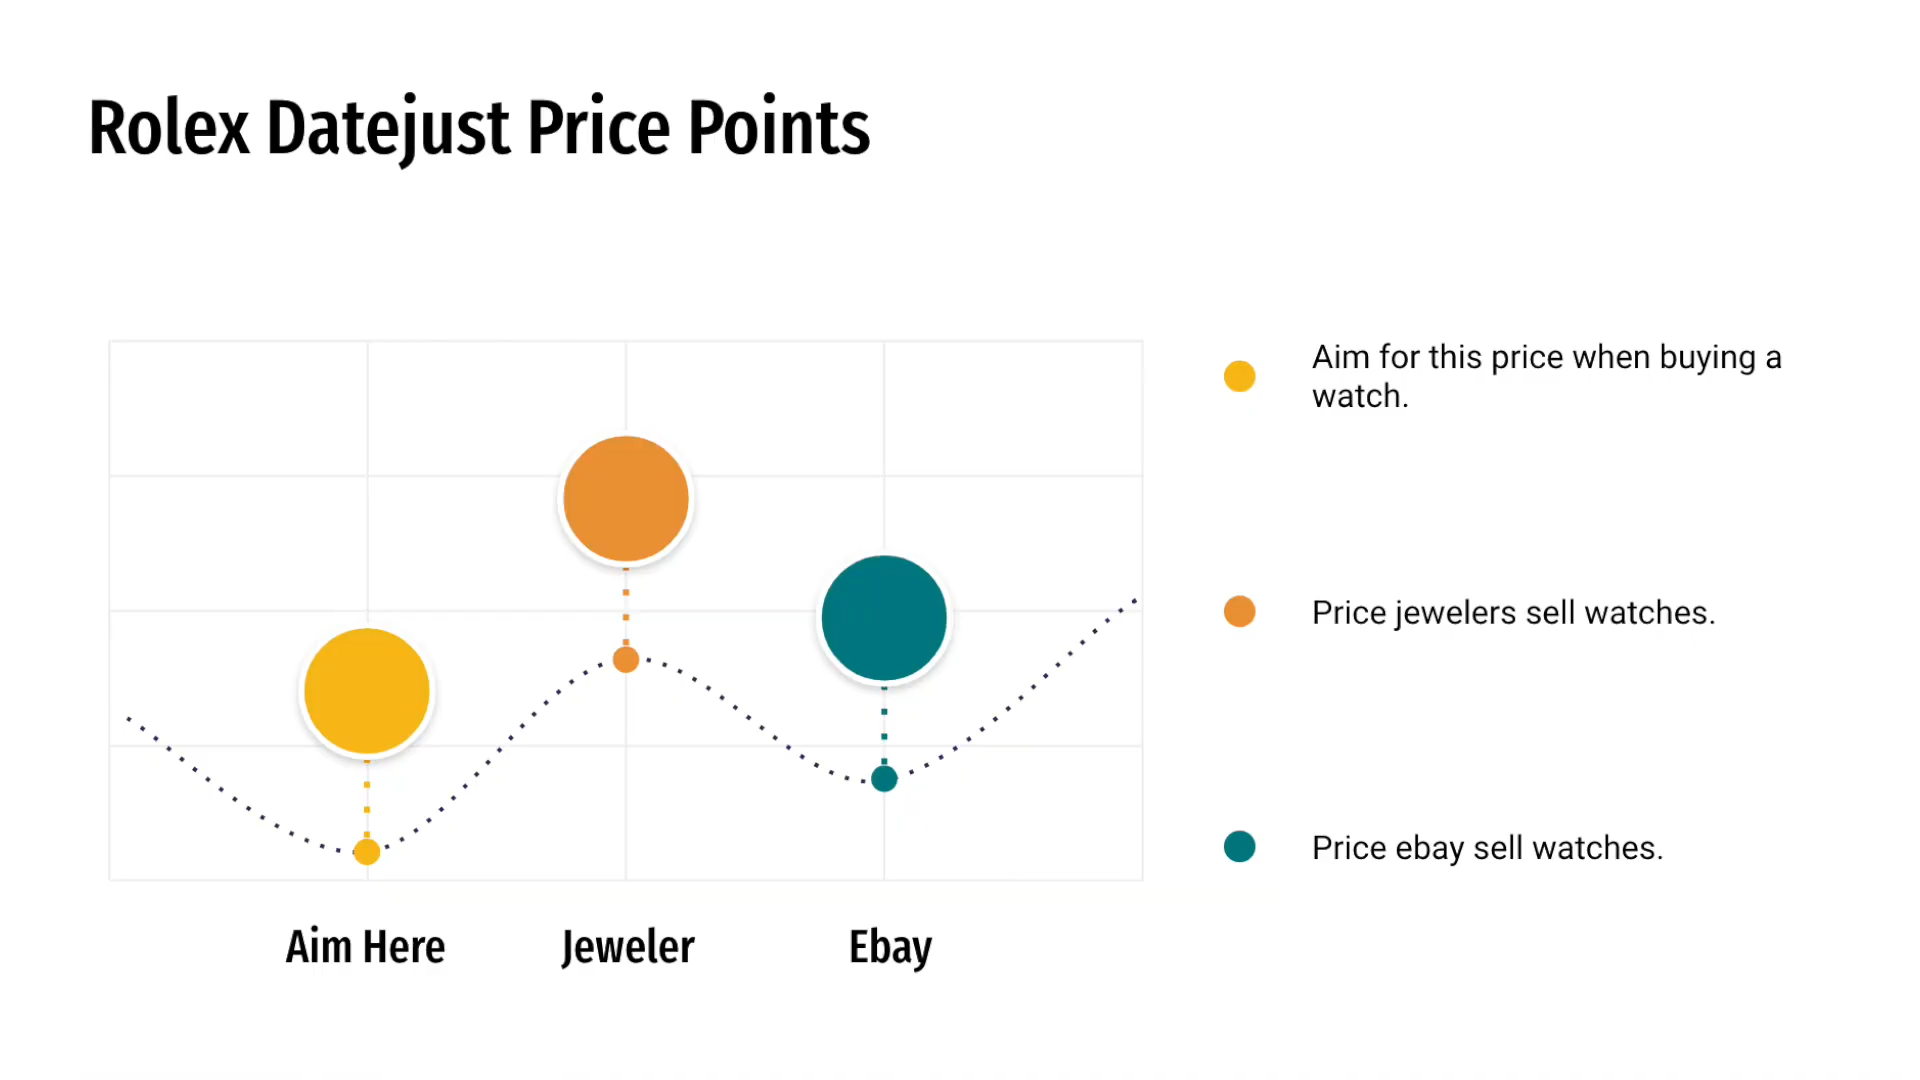 Rolex Datejust Price Points
Aim for this price when buying a
watch.
Price jewelers sell watches.
Price ebay sell watches.
Aim Here
Jeweler
Ebay